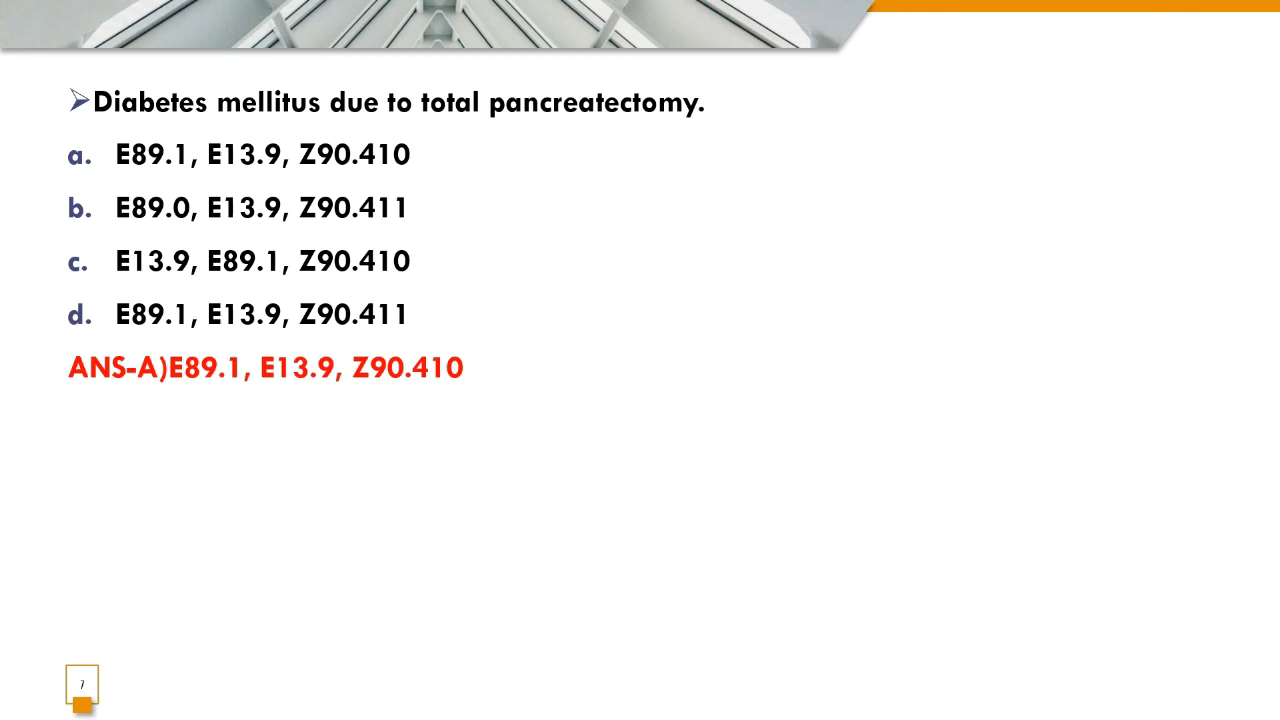 ➢Diabetes mellitus due to total pancreatectomy.
a. E89.1, E13.9, Z90.410
b. E89.0, E13.9, Z90.411
c. E13.9, E89.1, Z90.410
d. E89.1, E13.9, Z90.411
ANS-A)E89.1, E13.9, Z90.410
7